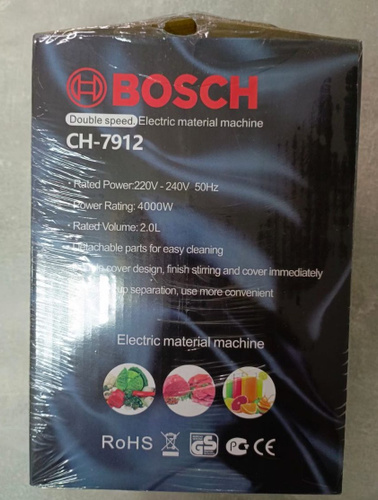 BOSCH
Double speed. Electric material machine
CH-7912
· Rated Power:220V - 240V 50Hz
Power Rating: 4000W
· Rated Volume: 2.0L
Detachable parts for easy cleaning
cover design, finish stirring and cover immediately
separation, use more convenient
Electric material machine
RoHS GS PG CE